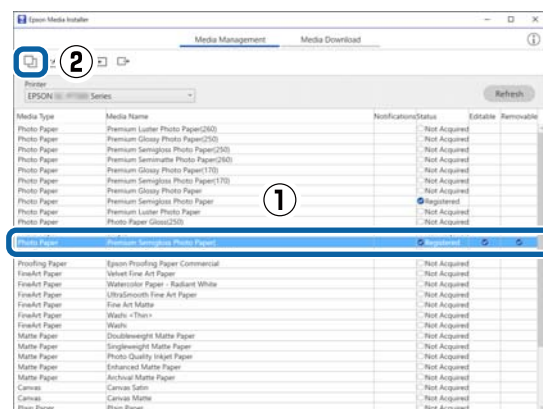 Epson Media Installer
Media Management Media Download
②
Printer
EPSON Series
Refresh
Media Type Media Name Notifications Status Editable Removable
Photo Paper Premium Luster Photo Paper(260) Not Acquired
Photo Paper Premium Glossy Photo Paper(250) Not Acquired
Photo Paper Premium Semigloss Photo Paper(250) Not Acquired
Photo Paper Premium Semimatte Photo Paper(260) Not Acquired
Photo Paper Premium Glossy Photo Paper(170) Not Acquired
Photo Paper Premium Semigloss Photo Paper(170) Not Acquired
Photo Paper Premium Glossy Photo Paper Not Acquired
Photo Paper Premium Semigloss Photo Paper Registered
Photo Paper Premium Luster Photo Paper Not Acquired
Photo Paper Photo Paper Gloss(250) Not Acquired
①
Photo Paper Premium Semigloss Photo Paper( Registered
Proofing Paper Epson Proofing Paper Commercial Not Acquired
FineArt Paper Velvet Fine Art Paper Not Acquired
FineArt Paper Watercolor Paper - Radiant White Not Acquired
FineArt Paper UltraSmooth Fine Art Paper Not Acquired
FineArt Paper Fine Art Matte Not Acquired
FineArt Paper Washi <Thin> Not Acquired
FineArt Paper Washi Not Acquired
Matte Paper Doubleweight Matte Paper Not Acquired
Matte Paper Singleweight Matte Paper Not Acquired
Matte Paper Photo Quality Inkjet Paper Not Acquired
Matte Paper Enhanced Matte Paper Not Acquired
Matte Paper Archival Matte Paper Not Acquired
Canvas Canvas Satin Not Acquired
Canvas Canvas Matte Not Acquired
Plain Paper Plain Paper Not Acquired